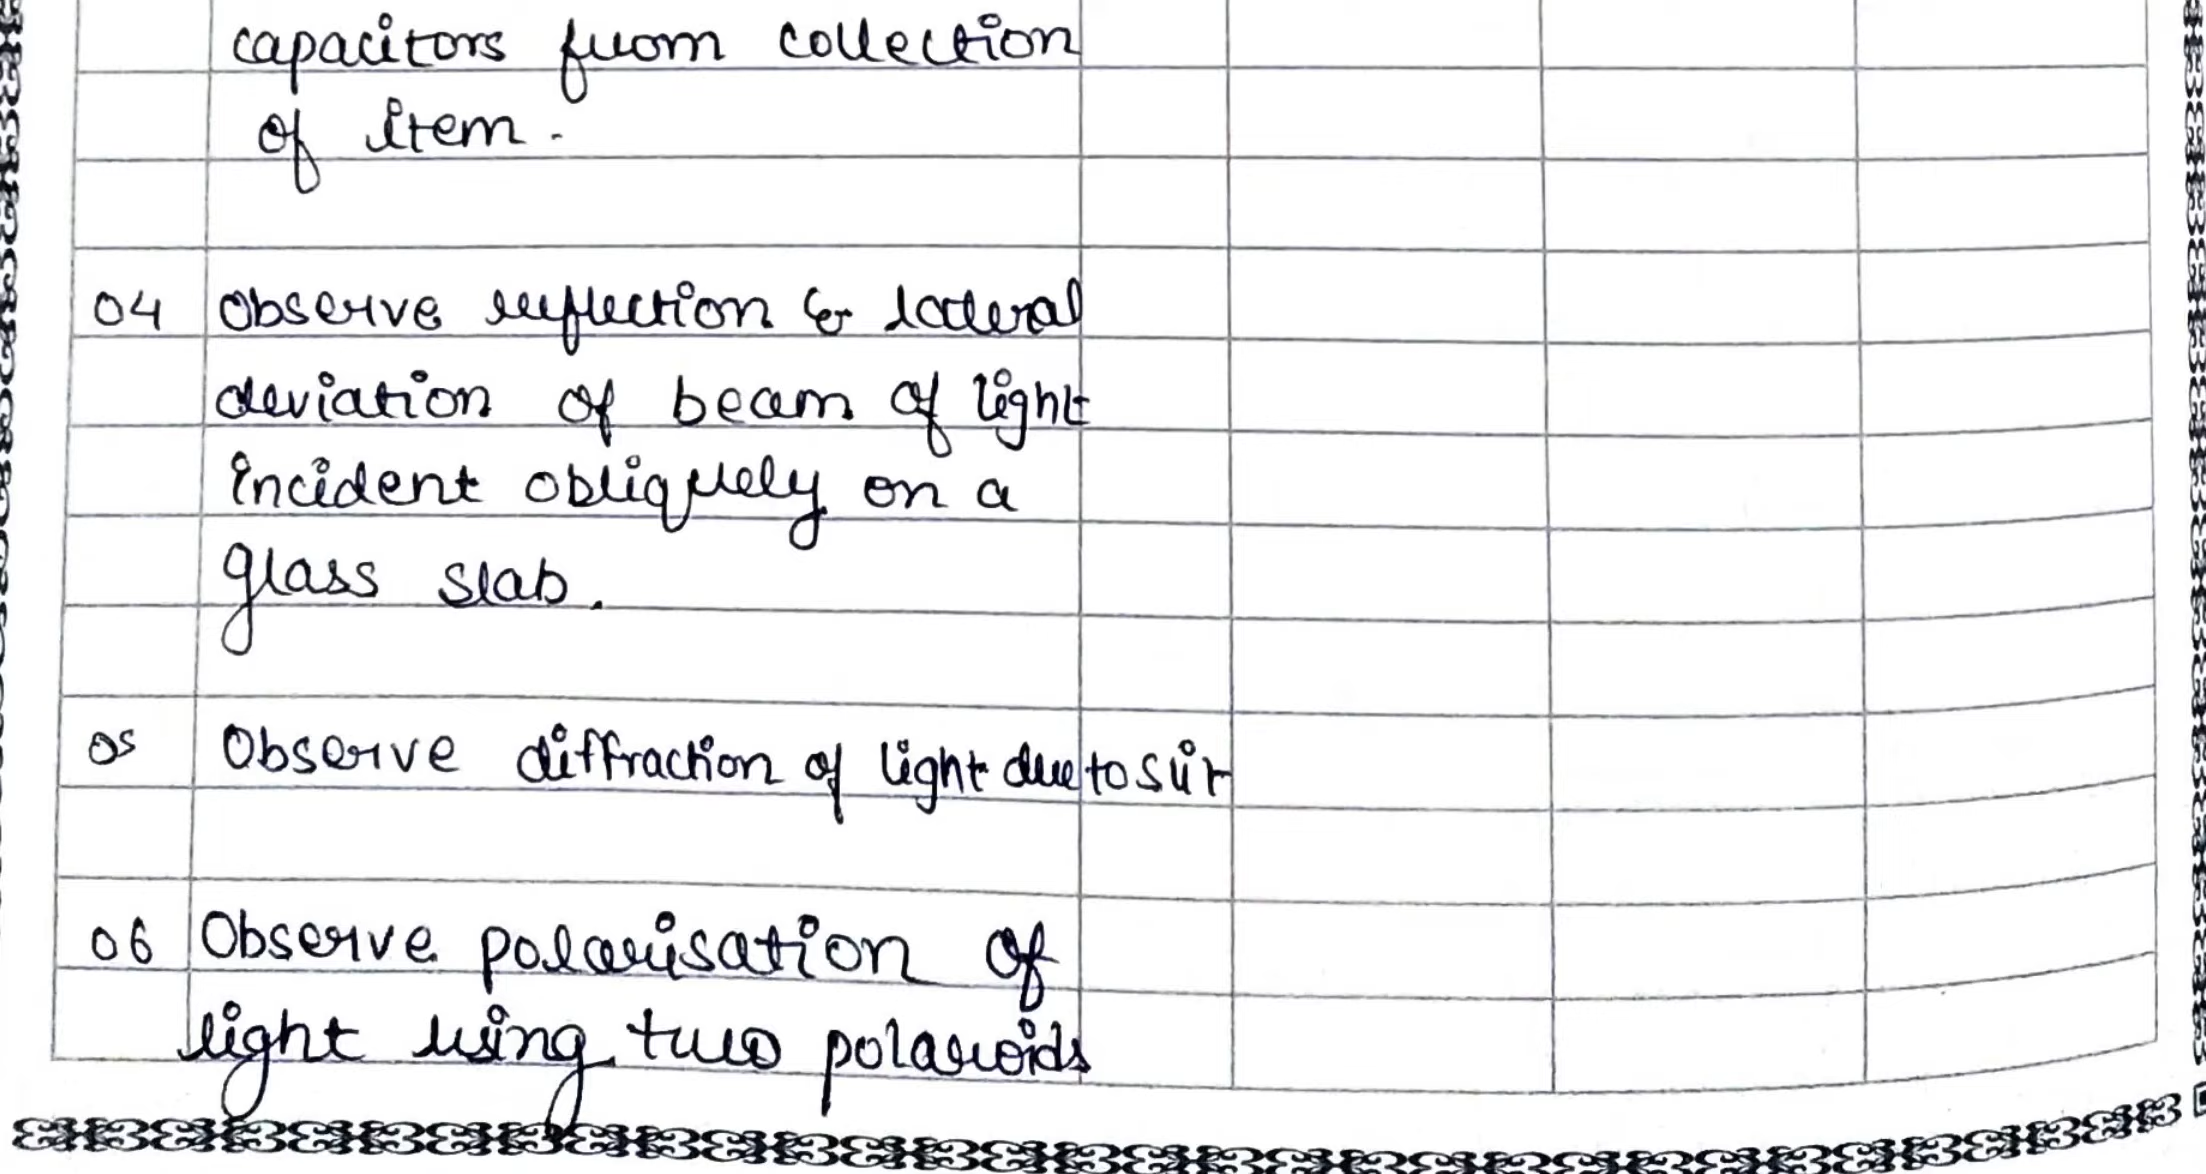 capacitors from collection
of item.
04 Observe reflection & lateral
deviation of beam of light
incident obliquely on a
glass slab.
05 Observe diffraction of light due to slit
06 Observe polarisation of
light using two polaroids